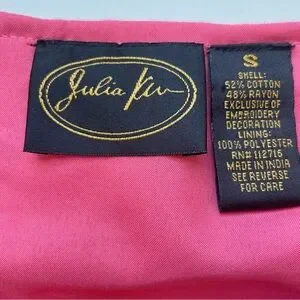 Julia Kim
S
SHELL:
52% COTTON
48% RAYON
EXCLUSIVE OF
EMBROIDERY
DECORATION
LINING:
100% POLYESTER
RN# 112716
MADE IN INDIA
SEE REVERSE
FOR CARE